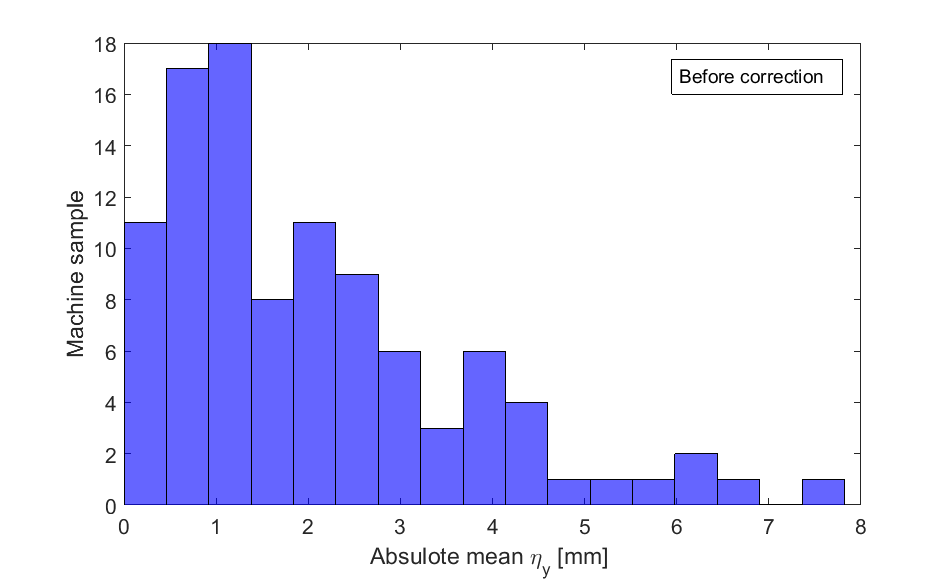 Before correction
18
16
14
12
10
8
6
4
2
0
Machine sample
0 1 2 3 4 5 6 7 8
Absulote mean η_y [mm]